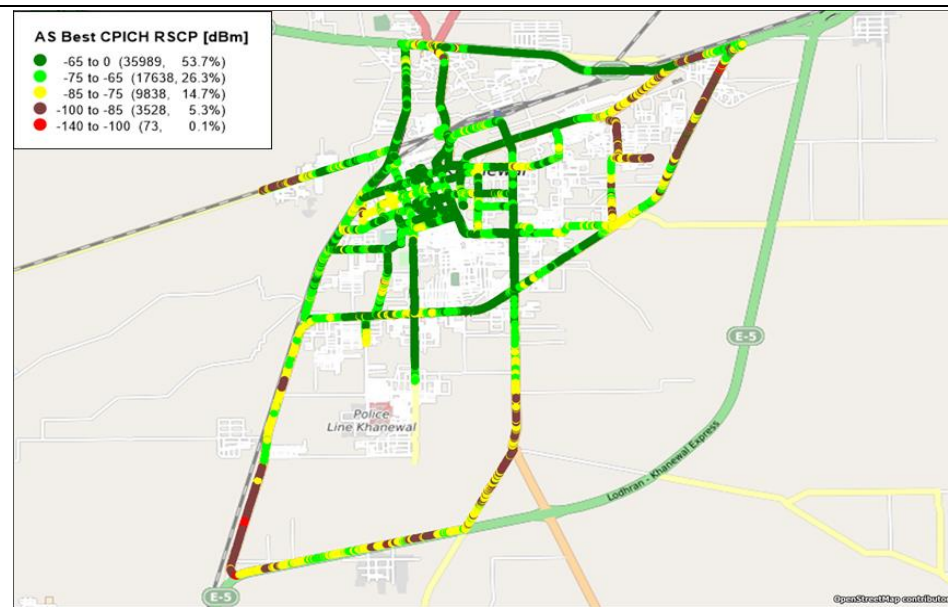 AS Best CPICH RSCP [dBm]
-65 to 0 (35989, 53.7%)
-75 to -65 (17638, 26.3%)
-85 to -75 (9838, 14.7%)
-100 to -85 (3528, 5.3%)
-140 to -100 (73, 0.1%)
E-5
Police
Line Khanewal
Lodhran - Khanewal Express
E-5
OpenStreetMap contributo